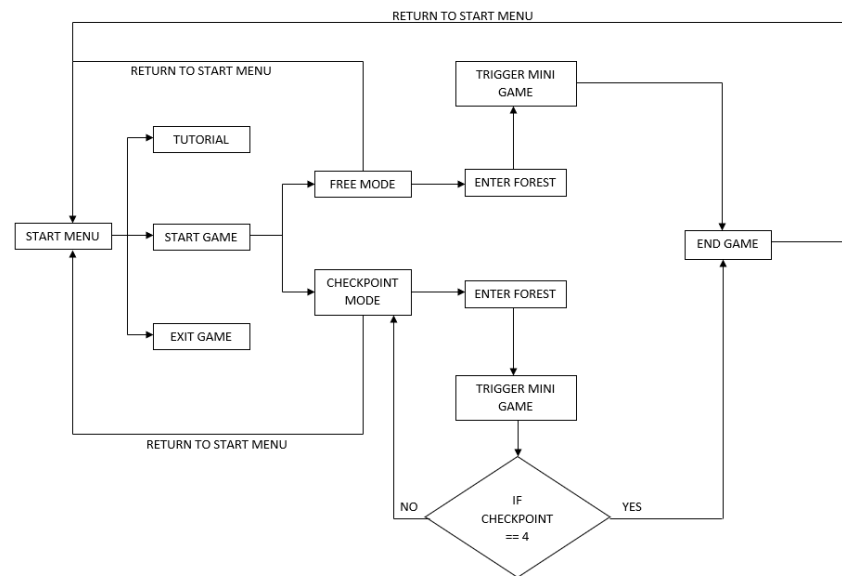 RETURN TO START MENU
RETURN TO START MENU
TRIGGER MINI
GAME
TUTORIAL
FREE MODE
ENTER FOREST
START MENU
START GAME
END GAME
CHECKPOINT
MODE
ENTER FOREST
EXIT GAME
TRIGGER MINI
GAME
RETURN TO START MENU
NO
IF
CHECKPOINT
== 4
YES